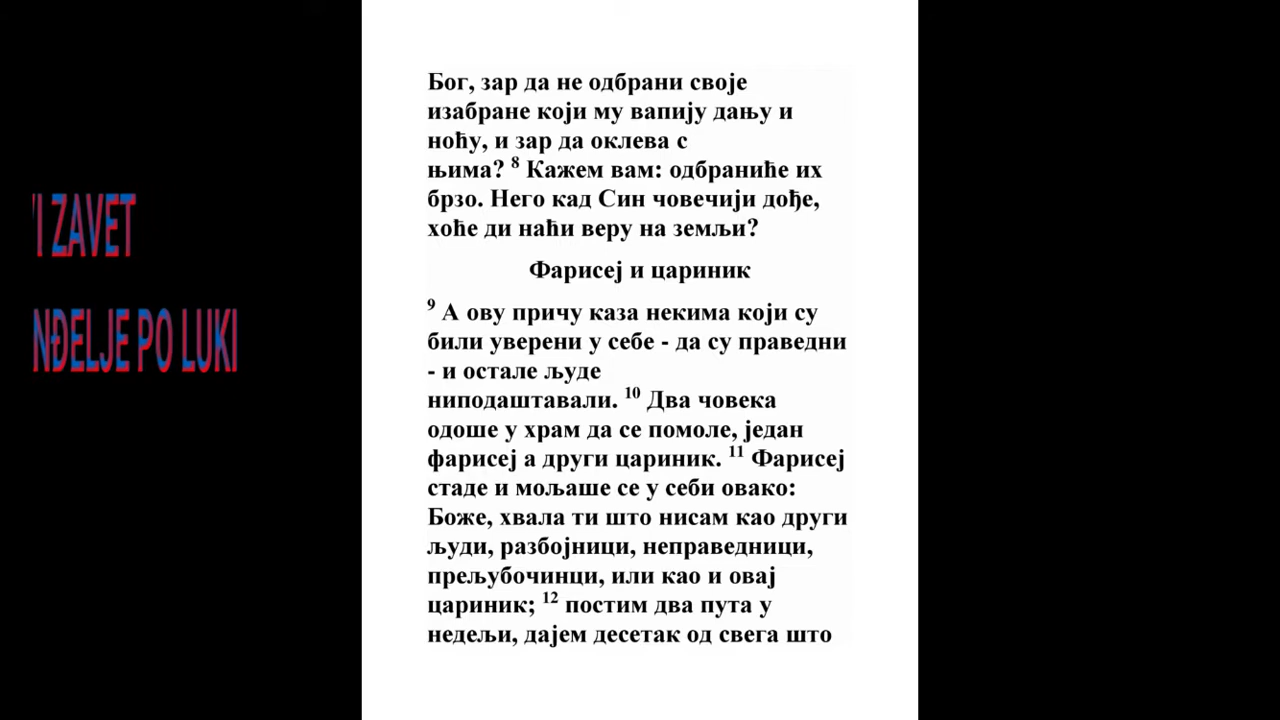 I ZAVET
NĐELJE PO LUKI
Бог, зар да не одбрани своје
изабране који му вапију дању и
ноћу, и зар да оклева с
њима? 8 Кажем вам: одбраниће их
брзо. Него кад Син човечији дође,
хоће ди наћи веру на земљи?
Фарисеј и цариник
9 А ову причу каза некима који су
били уверени у себе - да су праведни
- и остале људе
ниподаштавали. 10 Два човека
одоше у храм да се помоле, један
фарисеј а други цариник. 11 Фарисеј
стаде и мољаше се у себи овако:
Боже, хвала ти што нисам као други
људи, разбојници, неправедници,
прељубочинци, или као и овај
цариник; 12 постим два пута у
недељи, дајем десетак од свега што